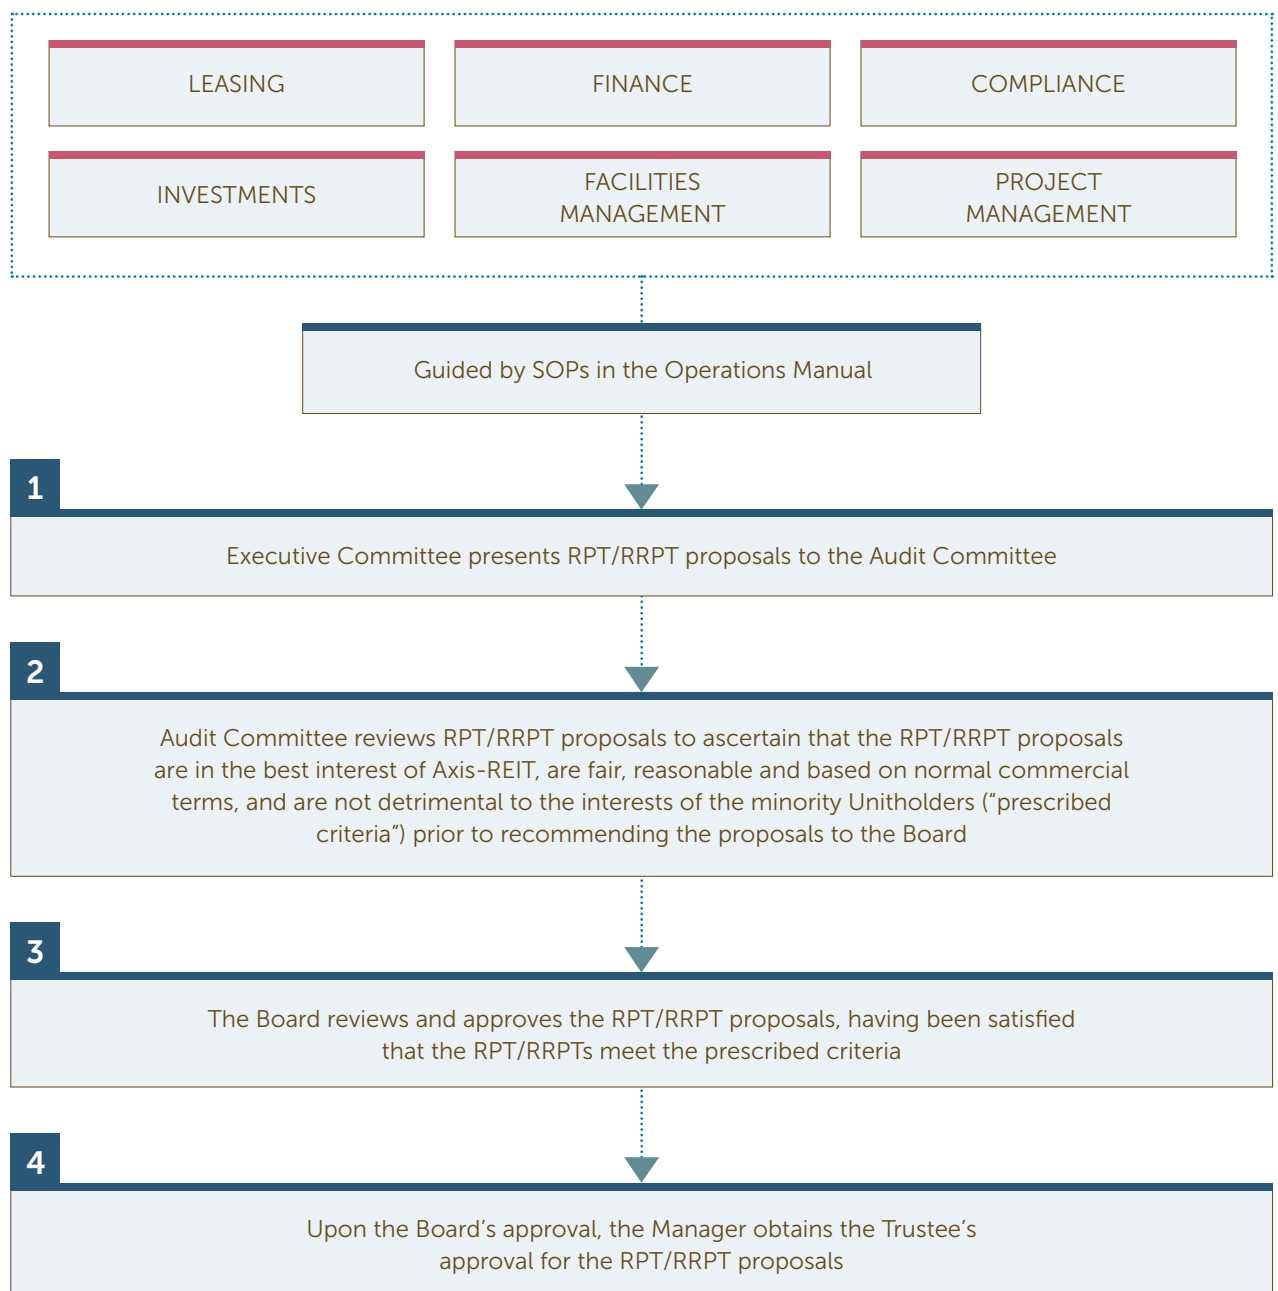 LEASING
FINANCE
COMPLIANCE
INVESTMENTS
FACILITIES
MANAGEMENT
PROJECT
MANAGEMENT
Guided by SOPs in the Operations Manual
1
Executive Committee presents RPT/RRPT proposals to the Audit Committee
2
Audit Committee reviews RPT/RRPT proposals to ascertain that the RPT/RRPT proposals
are in the best interest of Axis-REIT, are fair, reasonable and based on normal commercial
terms, and are not detrimental to the interests of the minority Unitholders (“prescribed
criteria”) prior to recommending the proposals to the Board
3
The Board reviews and approves the RPT/RRPT proposals, having been satisfied
that the RPT/RRPTs meet the prescribed criteria
4
Upon the Board’s approval, the Manager obtains the Trustee’s
approval for the RPT/RRPT proposals